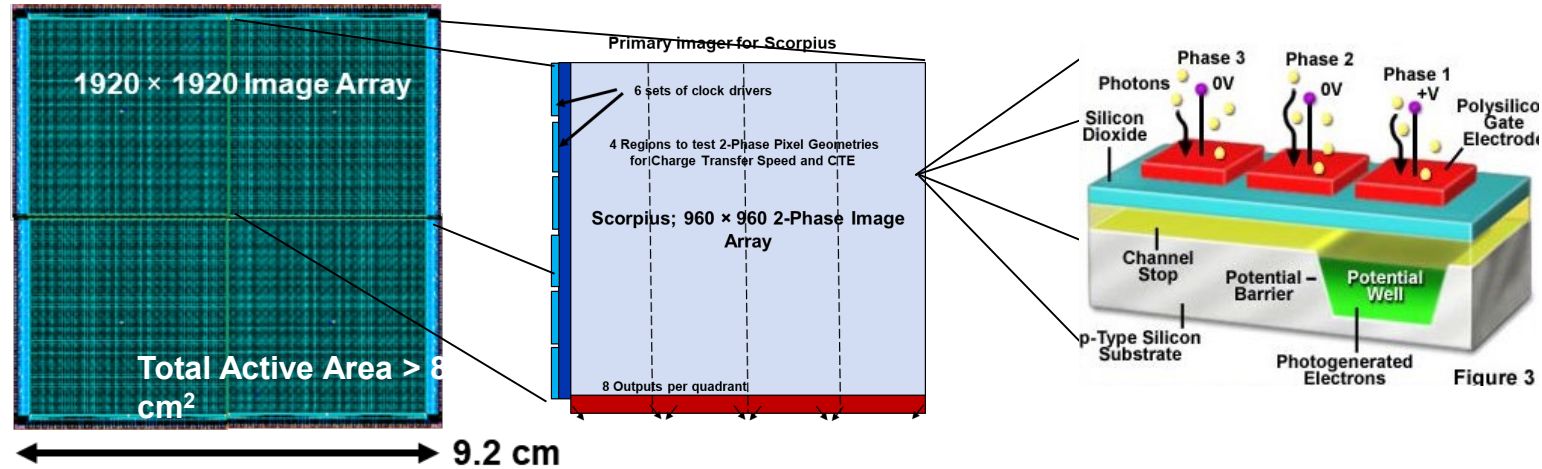 1920 × 1920 Image Array
Total Active Area > 8
cm²
9.2 cm
Primary imager for Scorpius
6 sets of clock drivers
4 Regions to test 2-Phase Pixel Geometries
for Charge Transfer Speed and CTE
Scorpius; 960 × 960 2-Phase Image
Array
8 Outputs per quadrant
Phase 3
0V
Phase 2
0V
Phase 1
+V
Photons
Polysilico
Gate
Electrode
Silicon
Dioxide
Channel
Stop
Potential
Barrier
Potential
Well
p-Type Silicon
Substrate
Photogenerated
Electrons
Figure 3